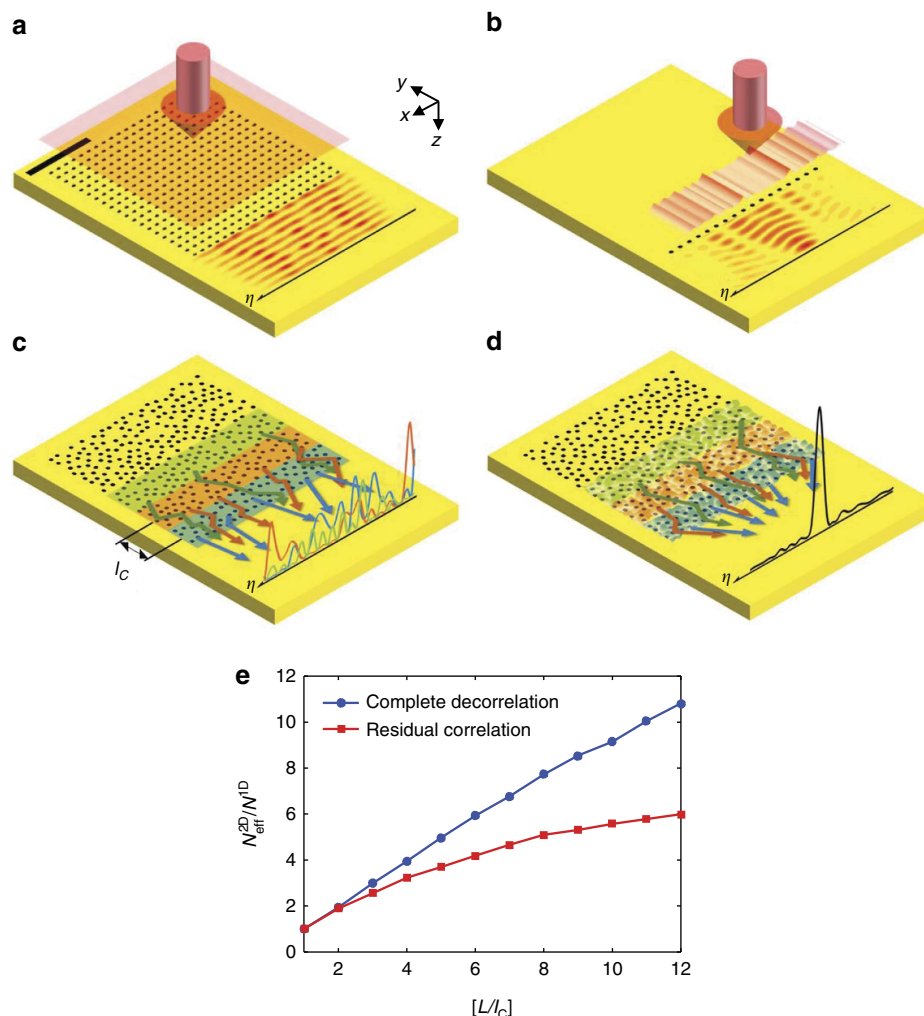 a
b
y
x
z
η
η
c
d
l_C
η
η
e
12
10
8
6
4
2
0
Complete decorrelation
Residual correlation
N_eff^2D/N^1D
2
4
6
8
10
12
[L/l_C]